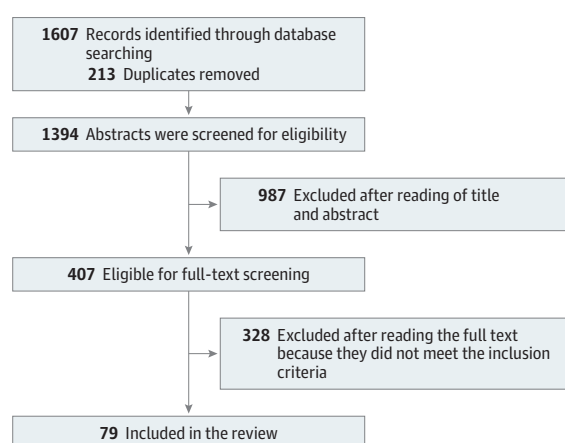 1607 Records identified through database
searching
213 Duplicates removed
1394 Abstracts were screened for eligibility
987 Excluded after reading of title
and abstract
407 Eligible for full-text screening
328 Excluded after reading the full text
because they did not meet the inclusion
criteria
79 Included in the review